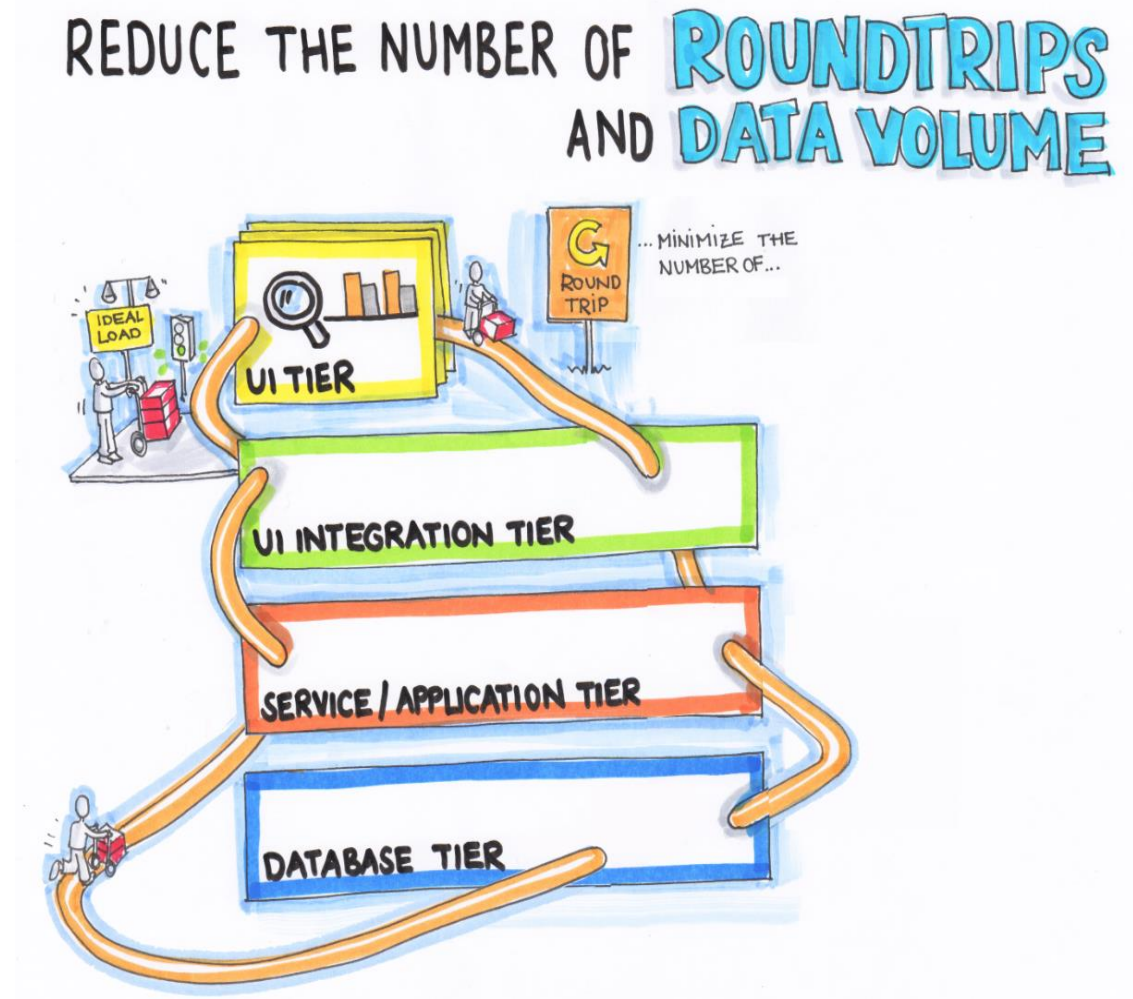 REDUCE THE NUMBER OF ROUNDTRIPS
AND DATA VOLUME
IDEAL
LOAD
ROUND
TRIP
...MINIMIZE THE
NUMBER OF...
UI TIER
UI INTEGRATION TIER
SERVICE/APPLICATION TIER
DATABASE TIER